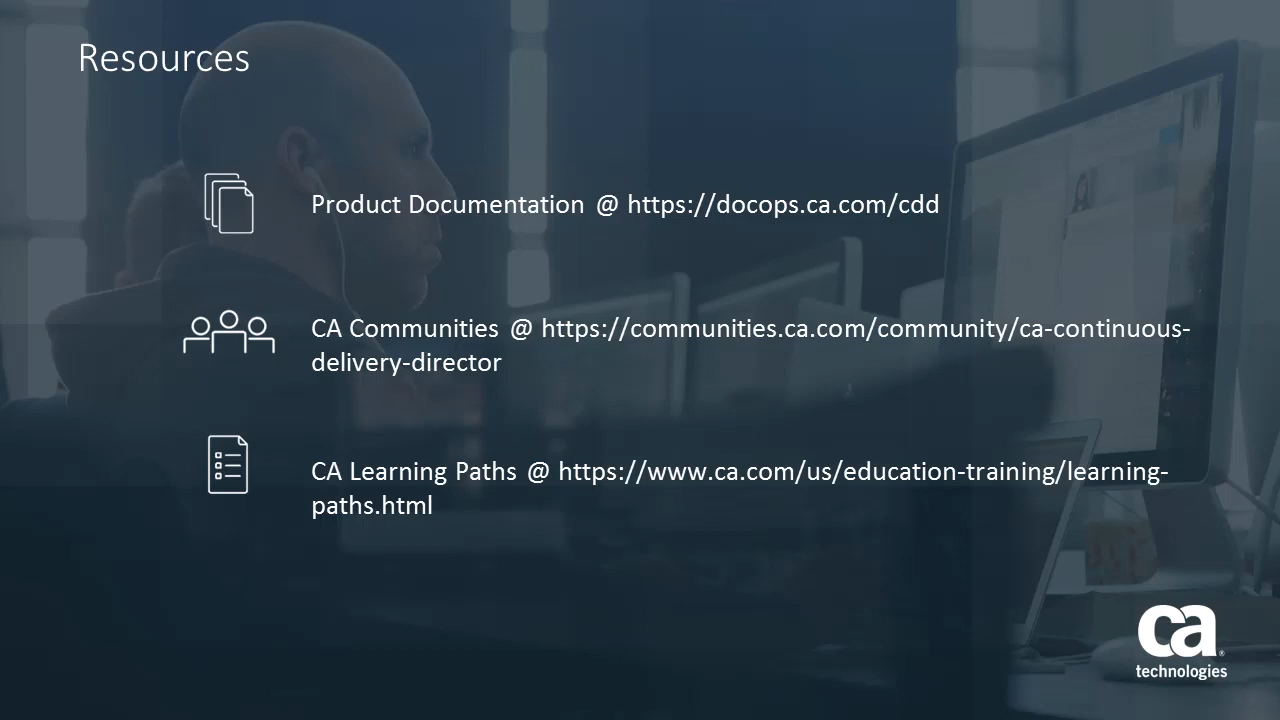 Resources
Product Documentation @ https://docops.ca.com/cdd
CA Communities @ https://communities.ca.com/community/ca-continuous-
delivery-director
CA Learning Paths @ https://www.ca.com/us/education-training/learning-
paths.html
ca
technologies